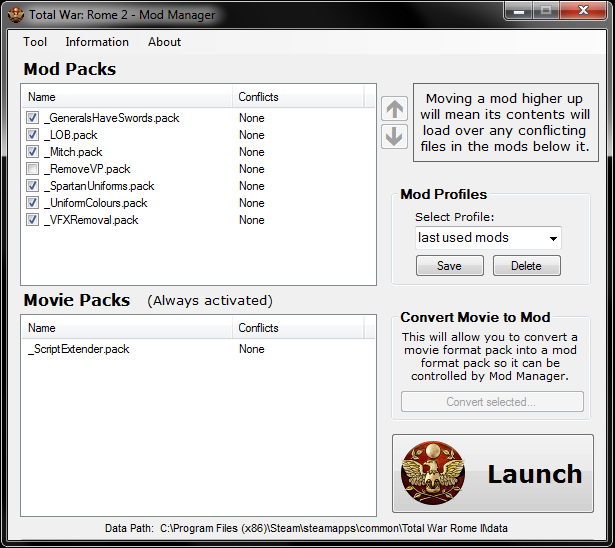 Total War: Rome 2 - Mod Manager
Tool Information About
Mod Packs
Name Conflicts
_GeneralsHaveSwords.pack None
_LOB.pack None
_Mitch.pack None
_RemoveVP.pack None
_SpartanUniforms.pack None
_UniformColours.pack None
_VFXRemoval.pack None
Moving a mod higher up
will mean its contents will
load over any conflicting
files in the mods below it.
Mod Profiles
Select Profile:
last used mods
Save Delete
Movie Packs (Always activated)
Name Conflicts
_ScriptExtender.pack None
Convert Movie to Mod
This will allow you to convert a
movie format pack into a mod
format pack so it can be
controlled by Mod Manager.
Convert selected...
Launch
Data Path: C:\Program Files (x86)\Steam\steamapps\common\Total War Rome II\data